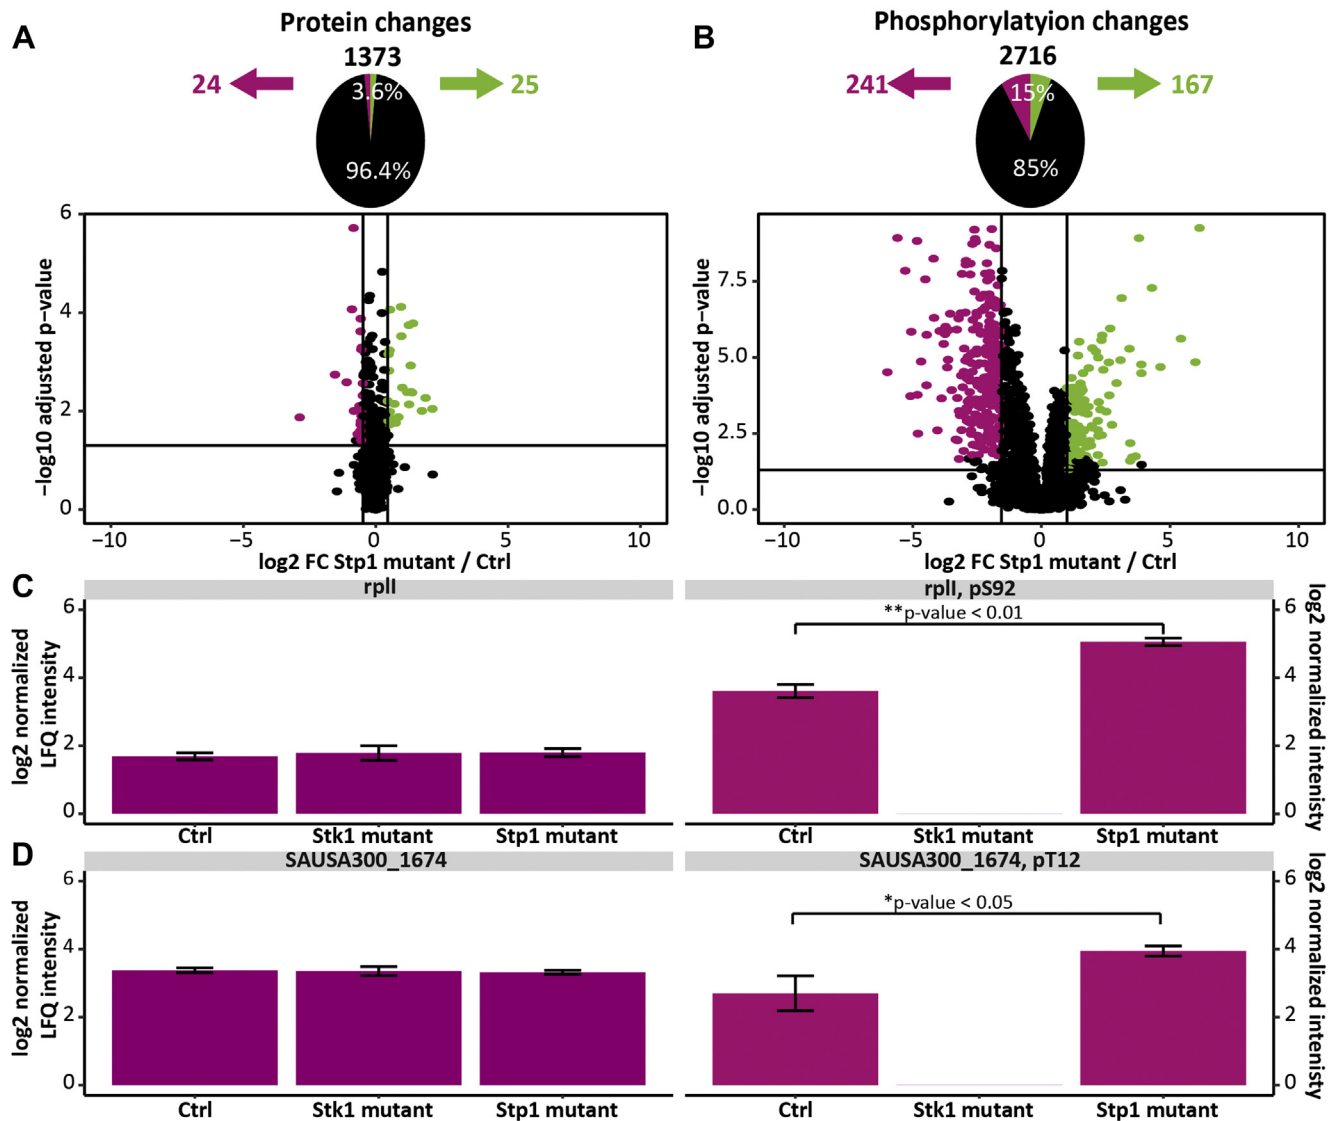 A
Protein changes
1373
24
25
3.6%
96.4%
6
4
2
0
−log10 adjusted p−value
−10
−5
0
5
10
log2 FC Stp1 mutant / Ctrl
B
Phosphorylatyion changes
2716
241
167
15%
85%
7.5
5.0
2.5
0.0
−log10 adjusted p−value
−10
−5
0
5
10
log2 FC Stp1 mutant / Ctrl
C
rplI
6
4
2
0
log2 normalized
LFQ intensity
Ctrl
Stk1 mutant
Stp1 mutant
rplI, pS92
**p-value < 0.01
6
4
2
0
log2 normalized intenisty
Ctrl
Stk1 mutant
Stp1 mutant
D
SAUSA300_1674
6
4
2
0
log2 normalized
LFQ intensity
Ctrl
Stk1 mutant
Stp1 mutant
SAUSA300_1674, pT12
*p-value < 0.05
6
4
2
0
log2 normalized intenisty
Ctrl
Stk1 mutant
Stp1 mutant